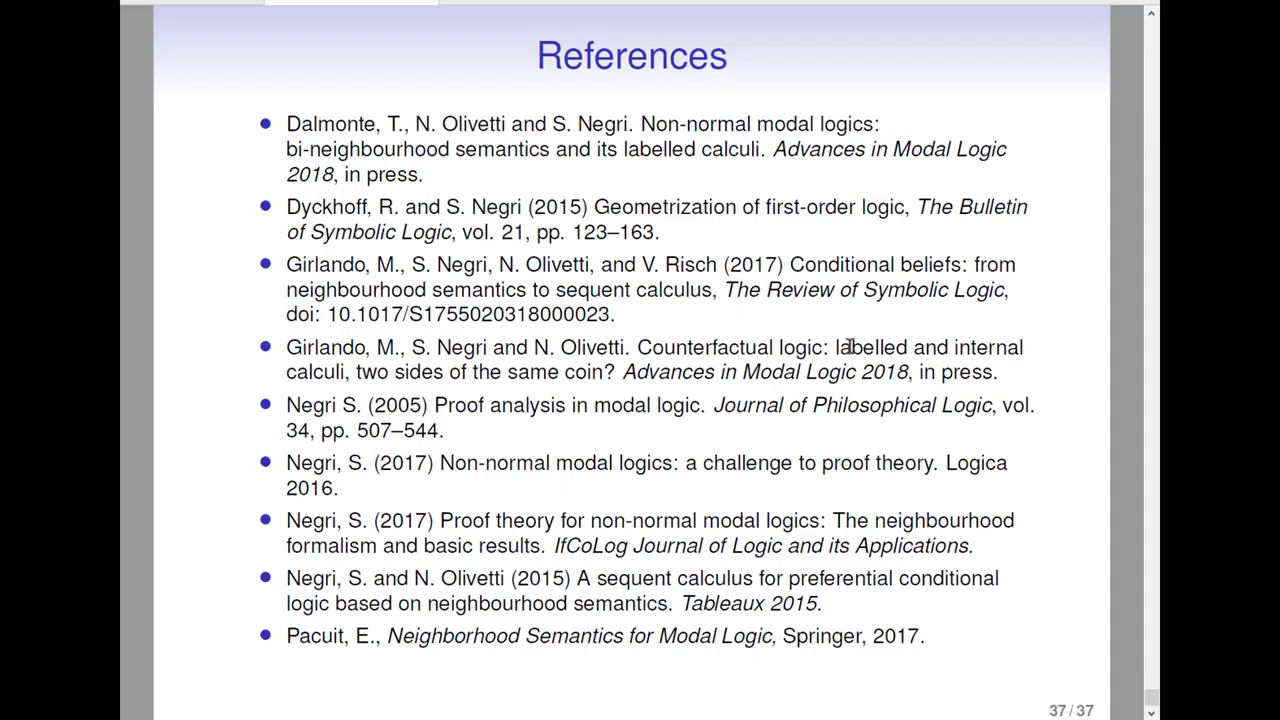 References
• Dalmonte, T., N. Olivetti and S. Negri. Non-normal modal logics:
bi-neighbourhood semantics and its labelled calculi. Advances in Modal Logic
2018, in press.
• Dyckhoff, R. and S. Negri (2015) Geometrization of first-order logic, The Bulletin
of Symbolic Logic, vol. 21, pp. 123–163.
• Girlando, M., S. Negri, N. Olivetti, and V. Risch (2017) Conditional beliefs: from
neighbourhood semantics to sequent calculus, The Review of Symbolic Logic,
doi: 10.1017/S1755020318000023.
• Girlando, M., S. Negri and N. Olivetti. Counterfactual logic: labelled and internal
calculi, two sides of the same coin? Advances in Modal Logic 2018, in press.
• Negri S. (2005) Proof analysis in modal logic. Journal of Philosophical Logic, vol.
34, pp. 507–544.
• Negri, S. (2017) Non-normal modal logics: a challenge to proof theory. Logica
2016.
• Negri, S. (2017) Proof theory for non-normal modal logics: The neighbourhood
formalism and basic results. IfCoLog Journal of Logic and its Applications.
• Negri, S. and N. Olivetti (2015) A sequent calculus for preferential conditional
logic based on neighbourhood semantics. Tableaux 2015.
• Pacuit, E., Neighborhood Semantics for Modal Logic, Springer, 2017.
37 / 37